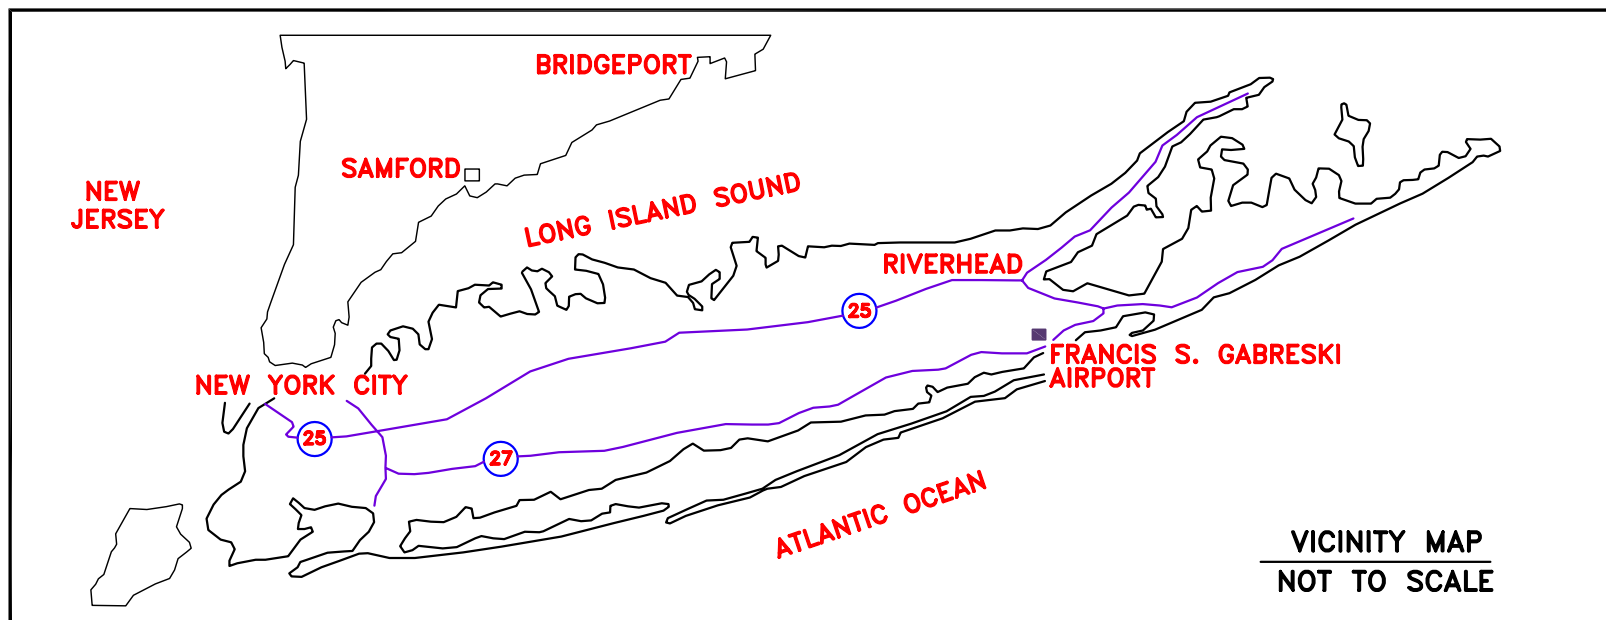 BRIDGEPORT
SAMFORD
NEW
JERSEY
LONG ISLAND SOUND
RIVERHEAD
25
FRANCIS S. GABRESKI
AIRPORT
NEW YORK CITY
25
27
ATLANTIC OCEAN
VICINITY MAP
NOT TO SCALE